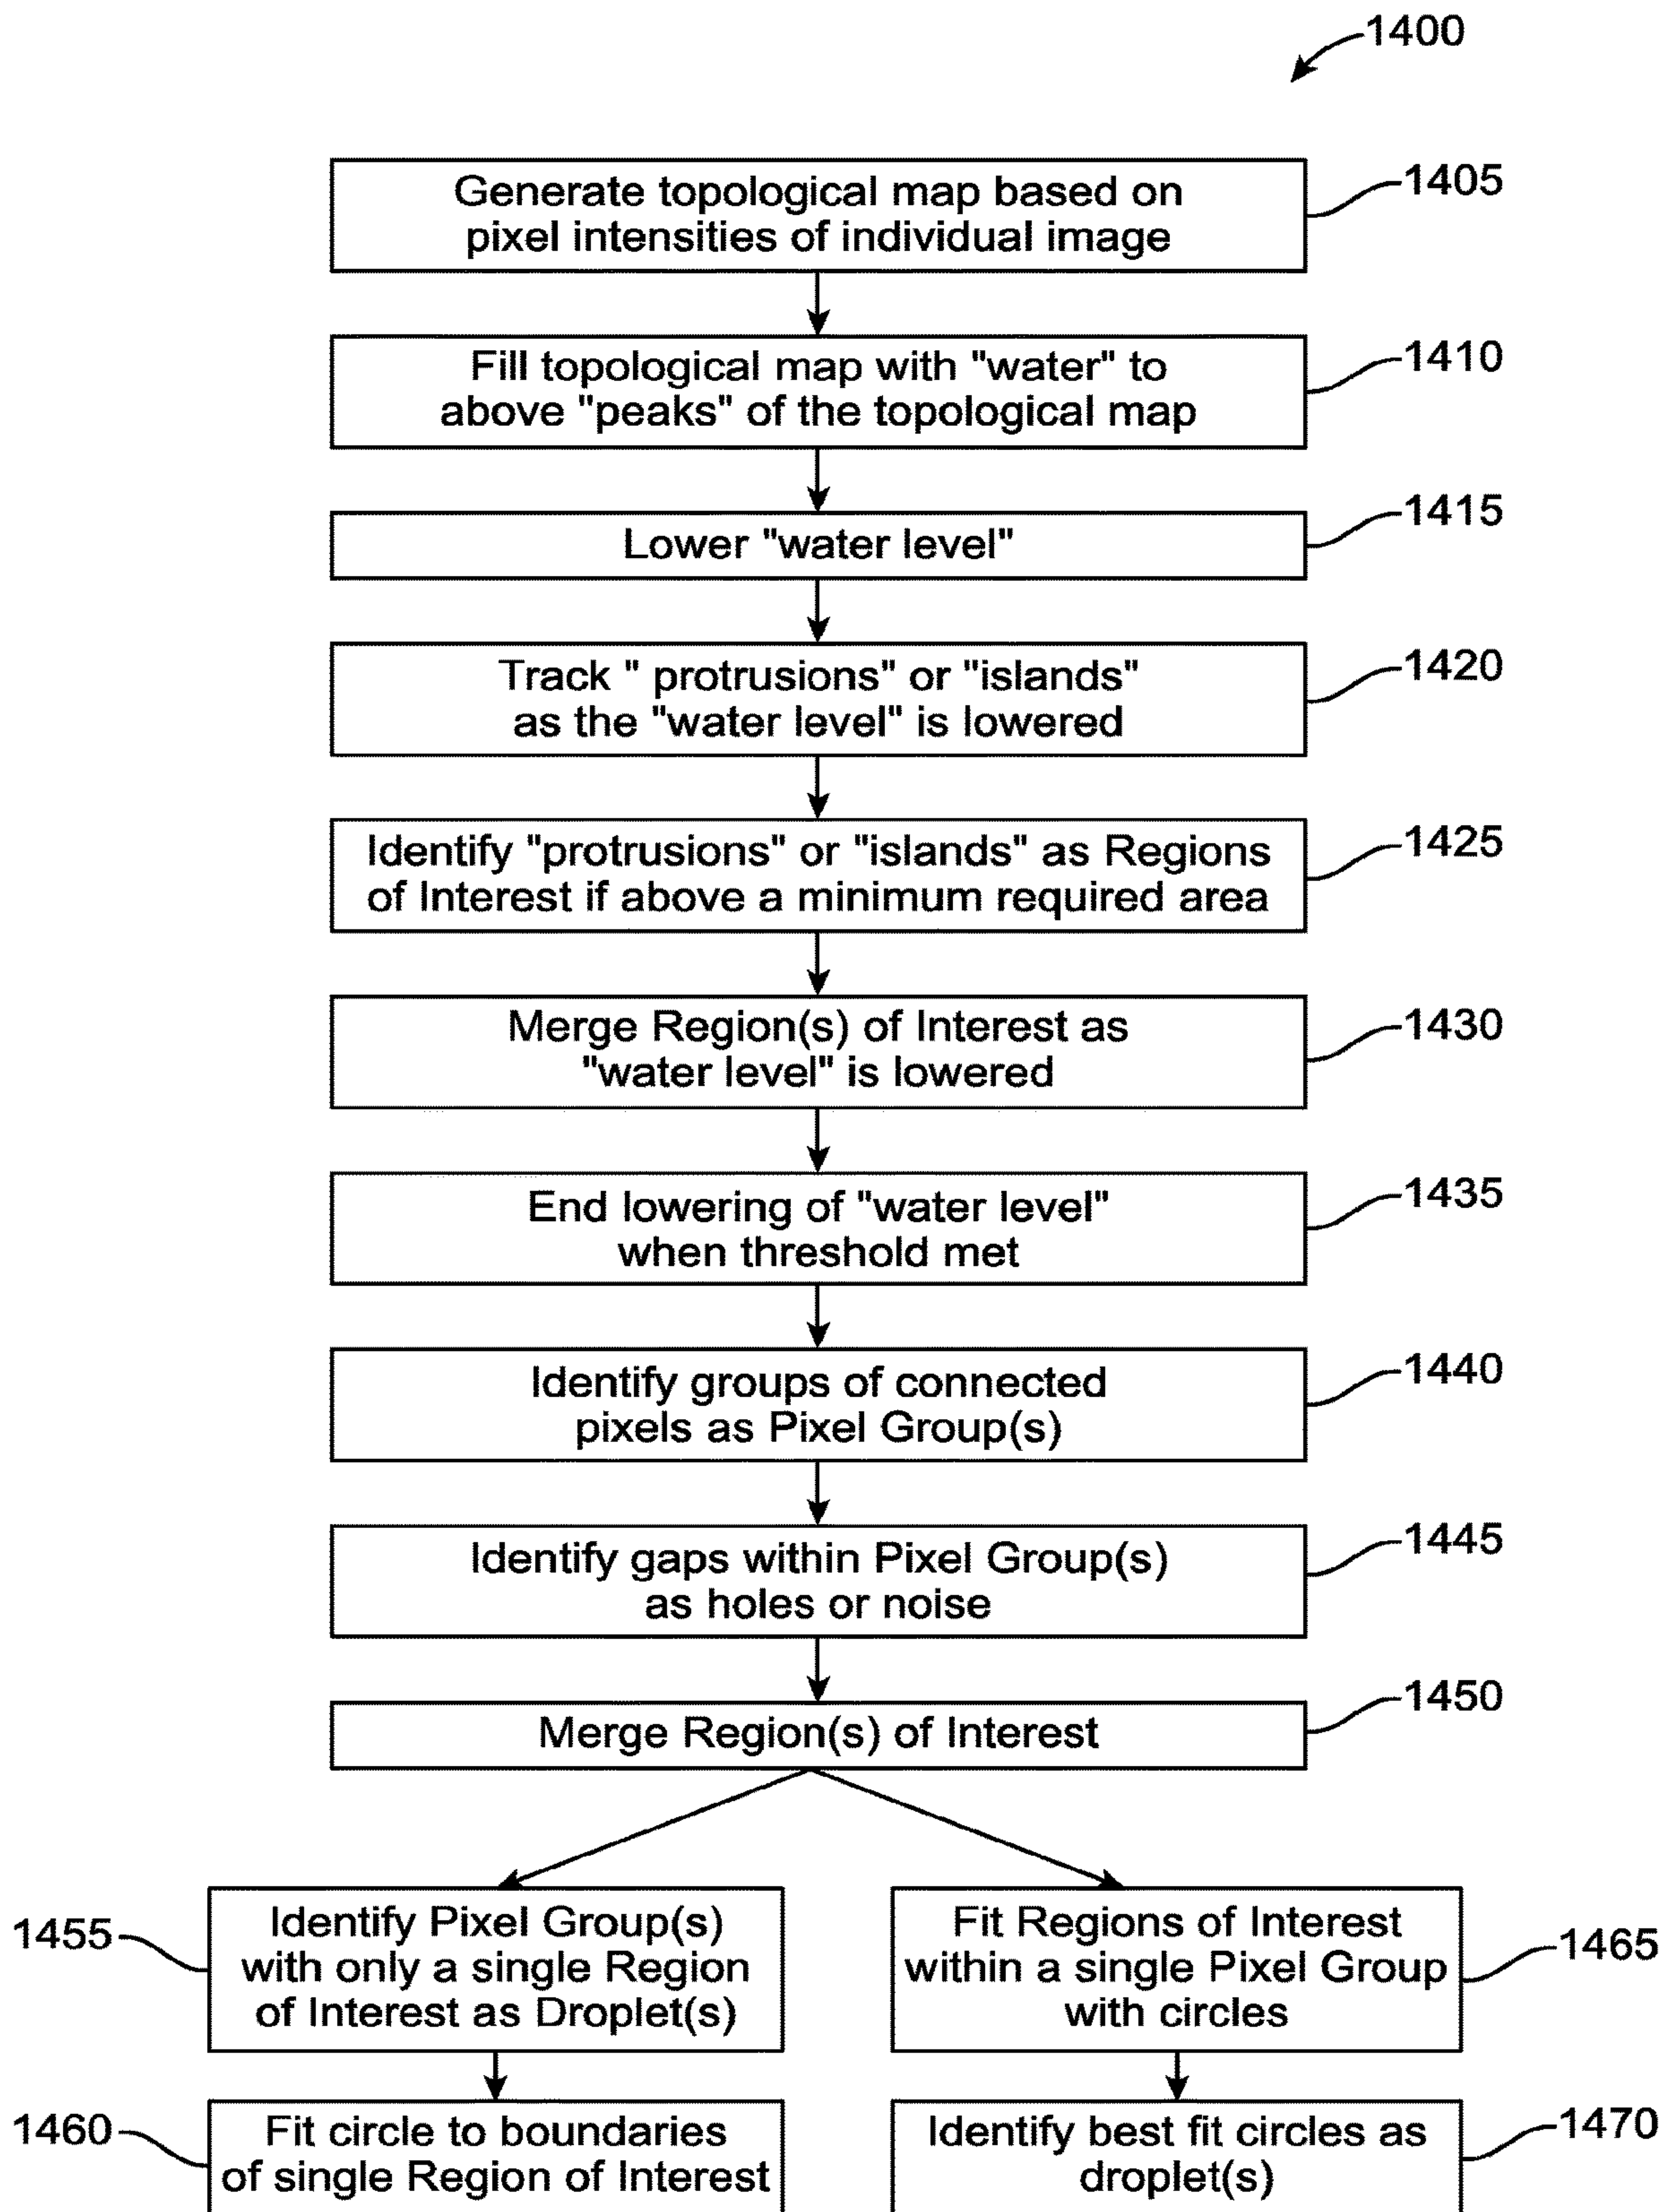 1400
Generate topological map based on
pixel intensities of individual image
1405
Fill topological map with "water" to
above "peaks" of the topological map
1410
Lower "water level"
1415
Track " protrusions" or "islands"
as the "water level" is lowered
1420
Identify "protrusions" or "islands" as Regions
of Interest if above a minimum required area
1425
Merge Region(s) of Interest as
"water level" is lowered
1430
End lowering of "water level"
when threshold met
1435
Identify groups of connected
pixels as Pixel Group(s)
1440
Identify gaps within Pixel Group(s)
as holes or noise
1445
Merge Region(s) of Interest
1450
1455
Identify Pixel Group(s)
with only a single Region
of Interest as Droplet(s)
Fit Regions of Interest
within a single Pixel Group
with circles
1465
1460
Fit circle to boundaries
of single Region of Interest
Identify best fit circles as
droplet(s)
1470